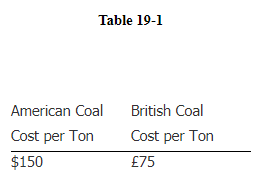 Table 19-1
American Coal British Coal
Cost per Ton Cost per Ton
$150 £75